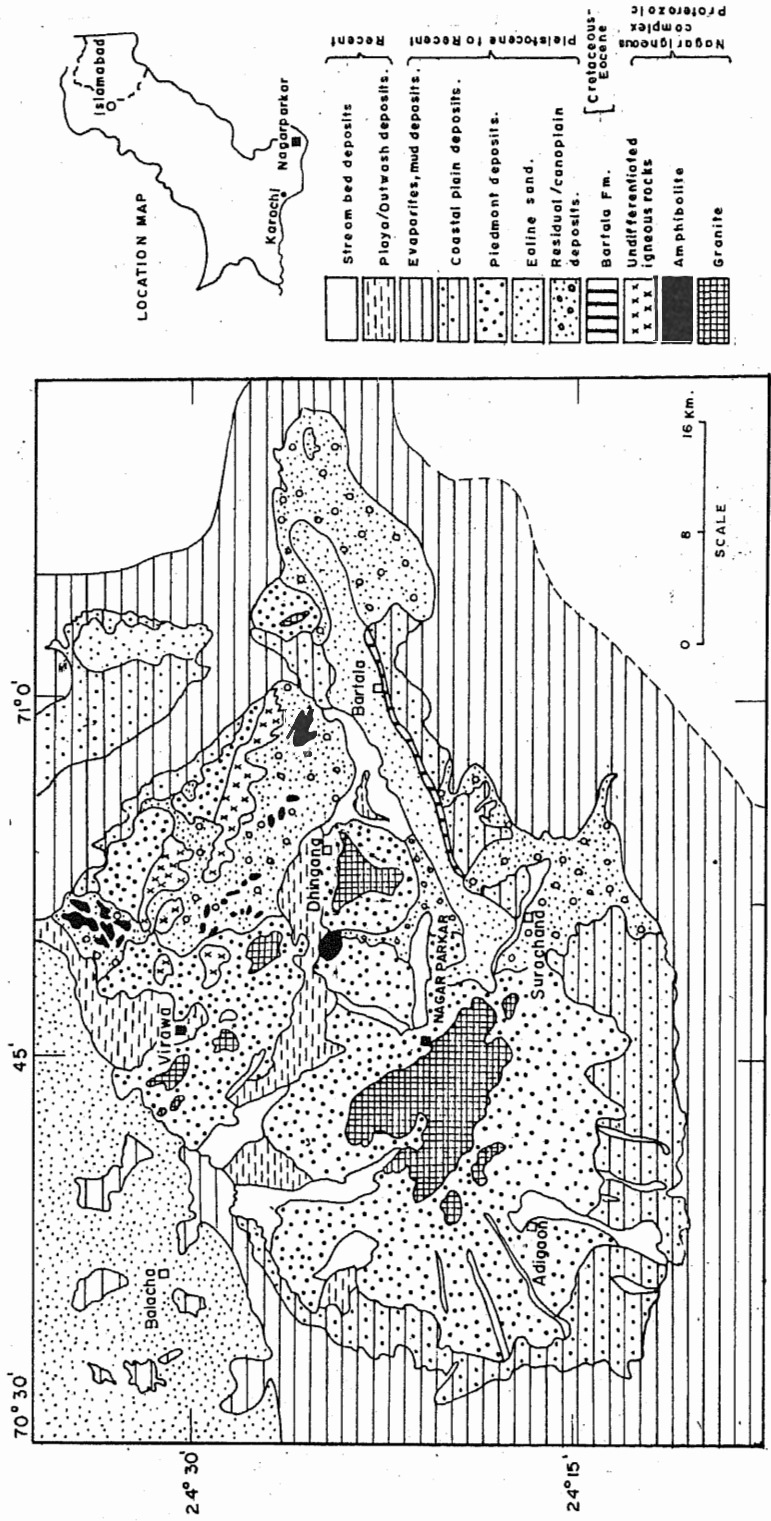 LOCATION MAP
Islamabad
Nagarparkar
Karachi
70° 30'
45'
71° 0'
24° 30'
24° 15'
Balacha
Virawa
Dhingano
NAGAR PARKAR
Bartala
Surachand
Adigaon
0 8 16 Km.
SCALE
Stream bed deposits
Playa/Outwash deposits.
Recent
Evaporites, mud deposits.
Coastal plain deposits.
Piedmont deposits.
Eoline sand.
Residual/canoplain
deposits.
Pleistocene to Recent
Bartala Fm.
Cretaceous-
Eocene
Undifferentiated
igneous rocks
Amphibolite
Granite
Nagar igneous
complex
Proterozoic